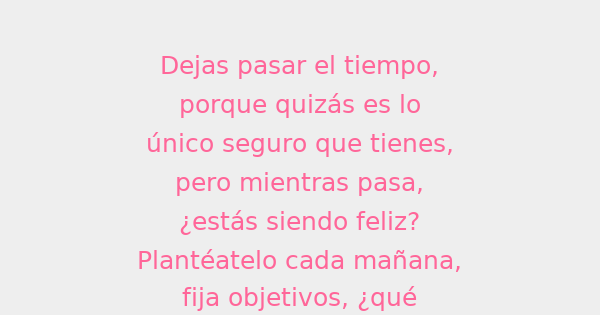 Dejas pasar el tiempo,
porque quizás es lo
único seguro que tienes,
pero mientras pasa,
¿estás siendo feliz?
Plantéatelo cada mañana,
fija objetivos, ¿qué